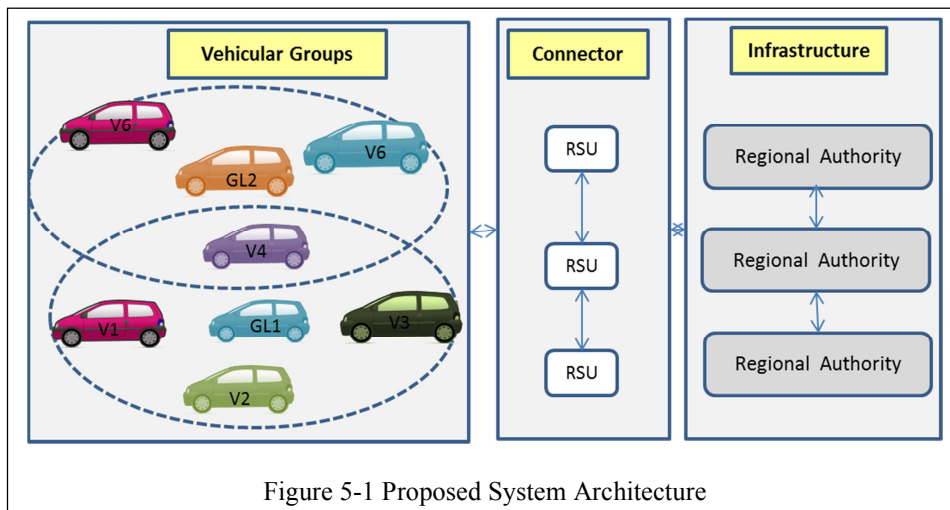 Vehicular Groups
V6
V6
GL2
V4
V1
GL1
V3
V2
Connector
RSU
RSU
RSU
Infrastructure
Regional Authority
Regional Authority
Regional Authority
Figure 5-1 Proposed System Architecture